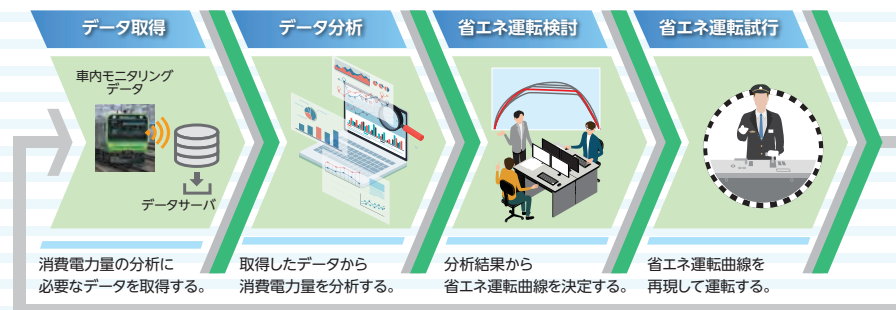 データ取得
データ分析
省エネ運転検討
省エネ運転試行
車内モニタリング
データ
データサーバ
消費電力量の分析に
必要なデータを取得する。
取得したデータから
消費電力量を分析する。
分析結果から
省エネ運転曲線を決定する。
省エネ運転曲線を
再現して運転する。